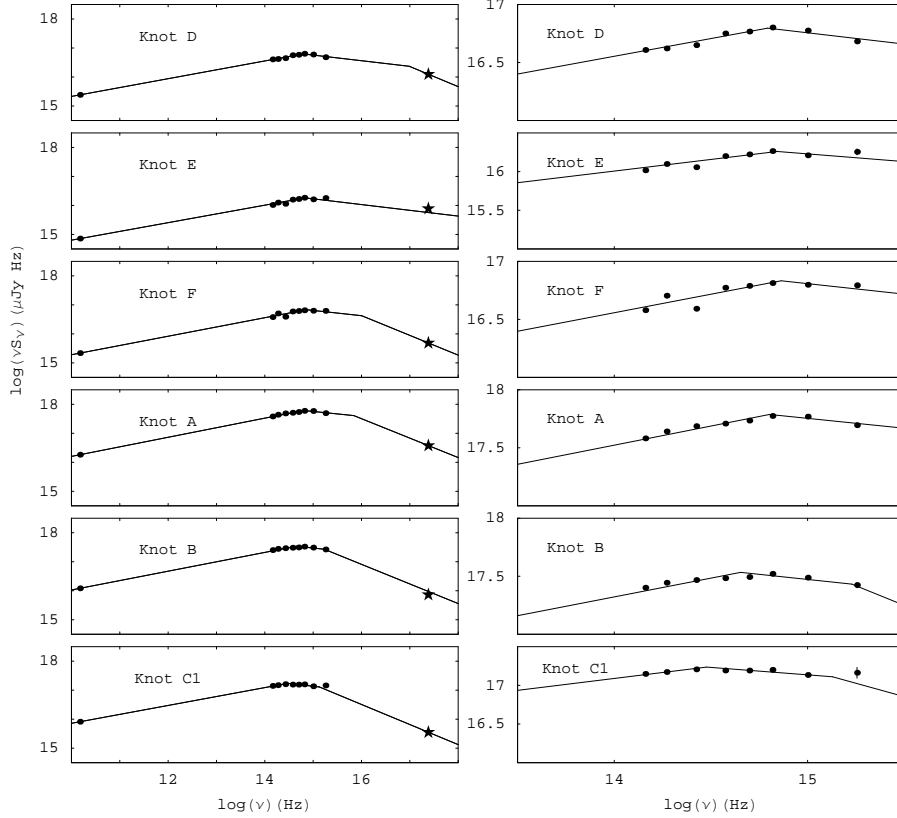 18
15
Knot D
17
16.5
Knot D
18
15
Knot E
16
15.5
Knot E
18
15
Knot F
17
16.5
Knot F
18
15
Knot A
18
17.5
Knot A
18
15
Knot B
18
17.5
Knot B
18
15
Knot C1
17
16.5
Knot C1
log(νSν)(μJy Hz)
12
14
16
log(ν)(Hz)
14
15
log(ν)(Hz)